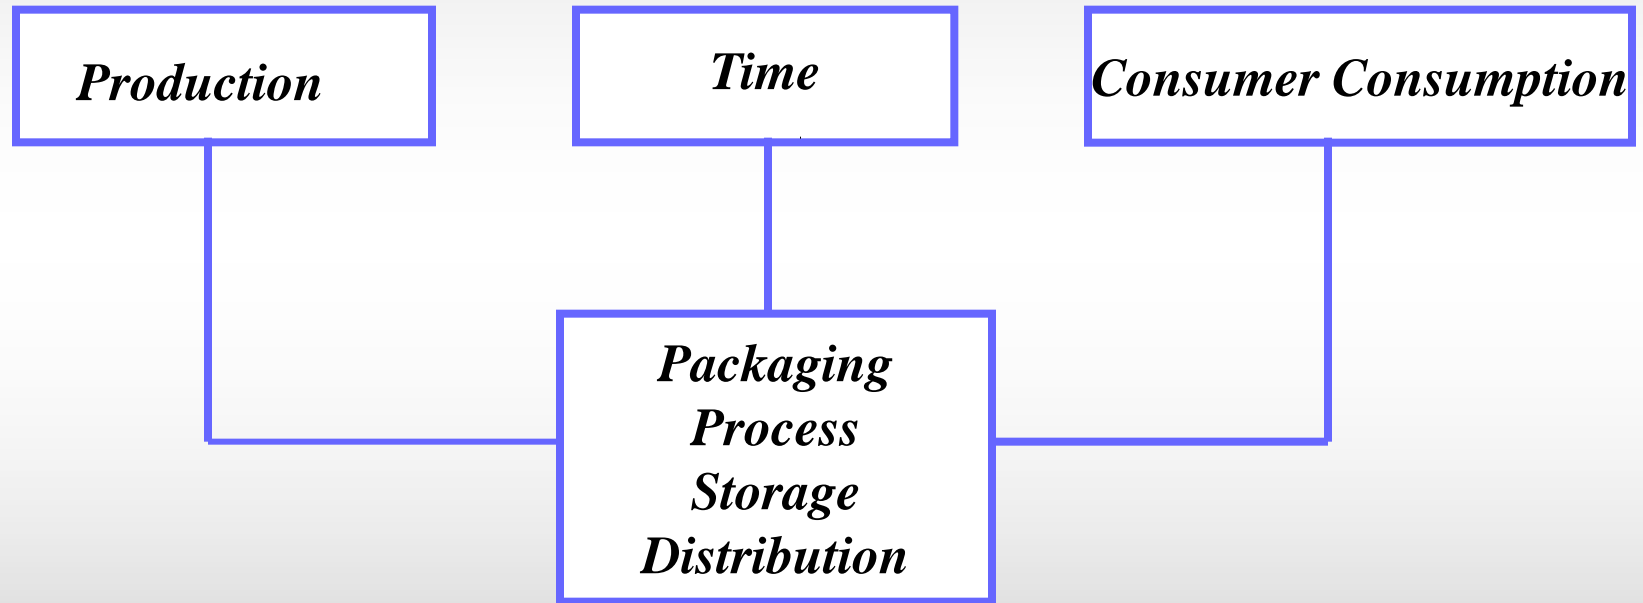 Production
Time
Consumer Consumption
Packaging
Process
Storage
Distribution